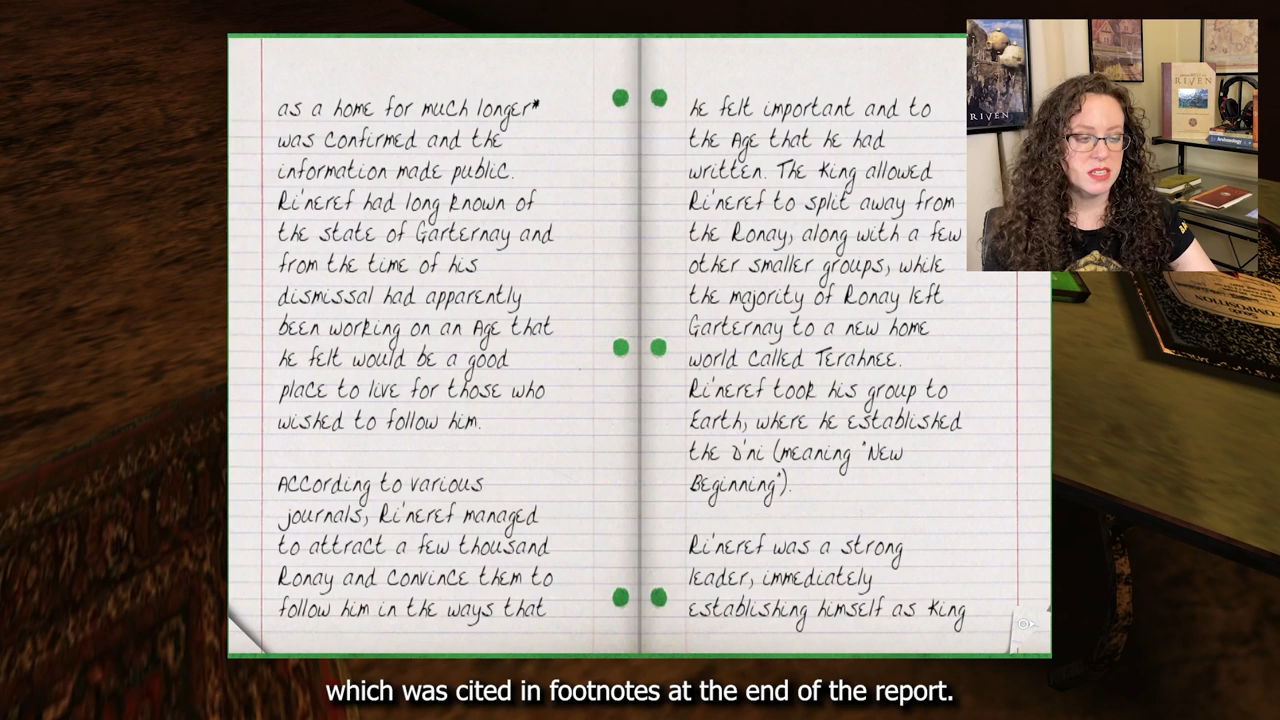 as a home for much longer"
was confirmed and the
information made public.
Ri'neref had long known of
the state of Garternay and
from the time of his
dismissal had apparently
been working on an Age that
he felt would be a good
place to live for those who
wished to follow him.
According to various
journals, Ri'neref managed
to attract a few thousand
Ronay and convince them to
follow him in the ways that
he felt important and to
the Age that he had
written. The King allowed
Ri'neref to split away from
the Ronay, along with a few
other smaller groups, while
the majority of Ronay left
Garternay to a new home
world called Terahnee.
Ri'neref took his group to
Earth, where he established
the D'ni (meaning "New
Beginning").
Ri'neref was a strong
leader, immediately
establishing himself as King
RIVEN
RIVEN
Archaeology
COMPOSITION
which was cited in footnotes at the end of the report.